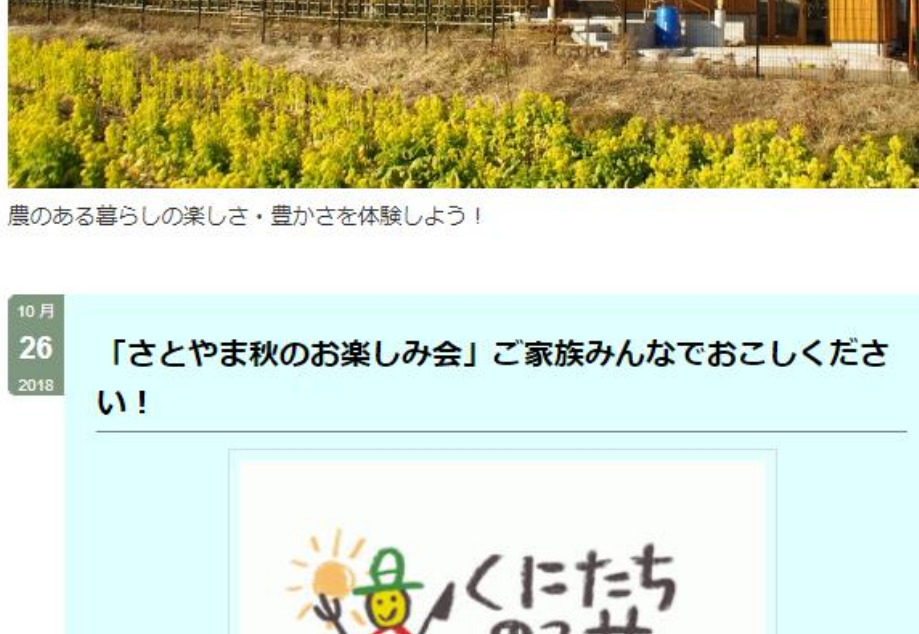 農のある暮らしの楽しさ・豊かさを体験しよう！
10 月
26
2018
「さとやま秋のお楽しみ会」ご家族みんなでおこしくださ
い！
くにたち